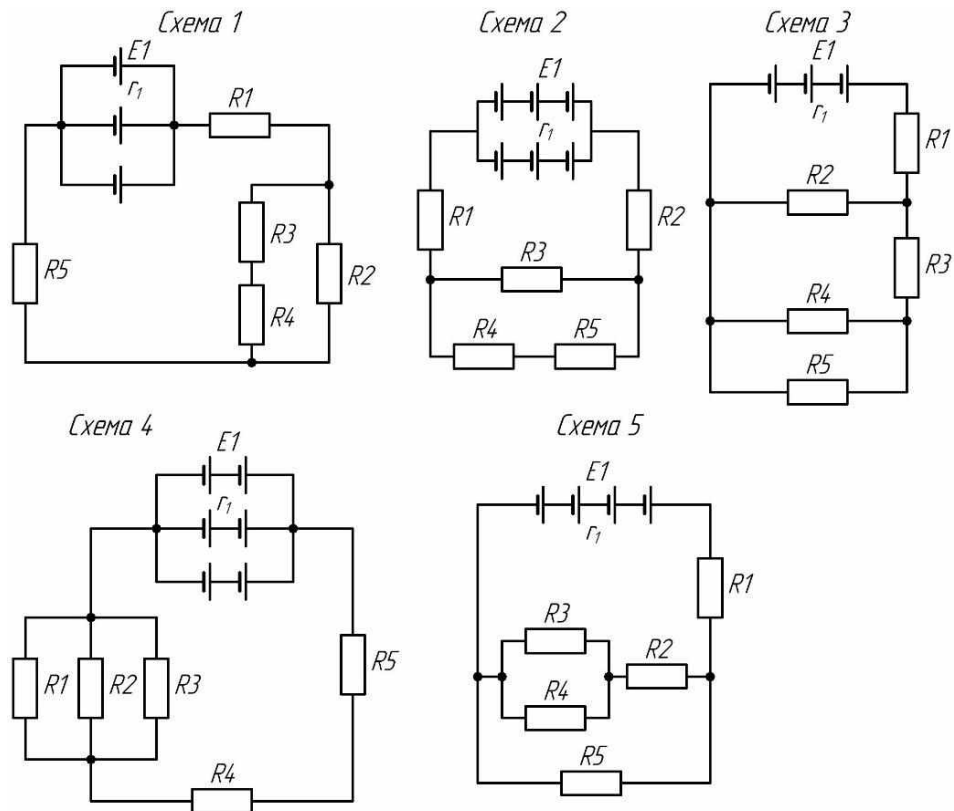 Схема 1
E1
r₁
R1
R3
R2
R5
R4
Схема 2
E1
r₁
R1
R2
R3
R4 R5
Схема 3
E1
r₁
R1
R2
R3
R4
R5
Схема 4
E1
r₁
R1 R2 R3
R5
R4
Схема 5
E1
r₁
R1
R3
R2
R4
R5